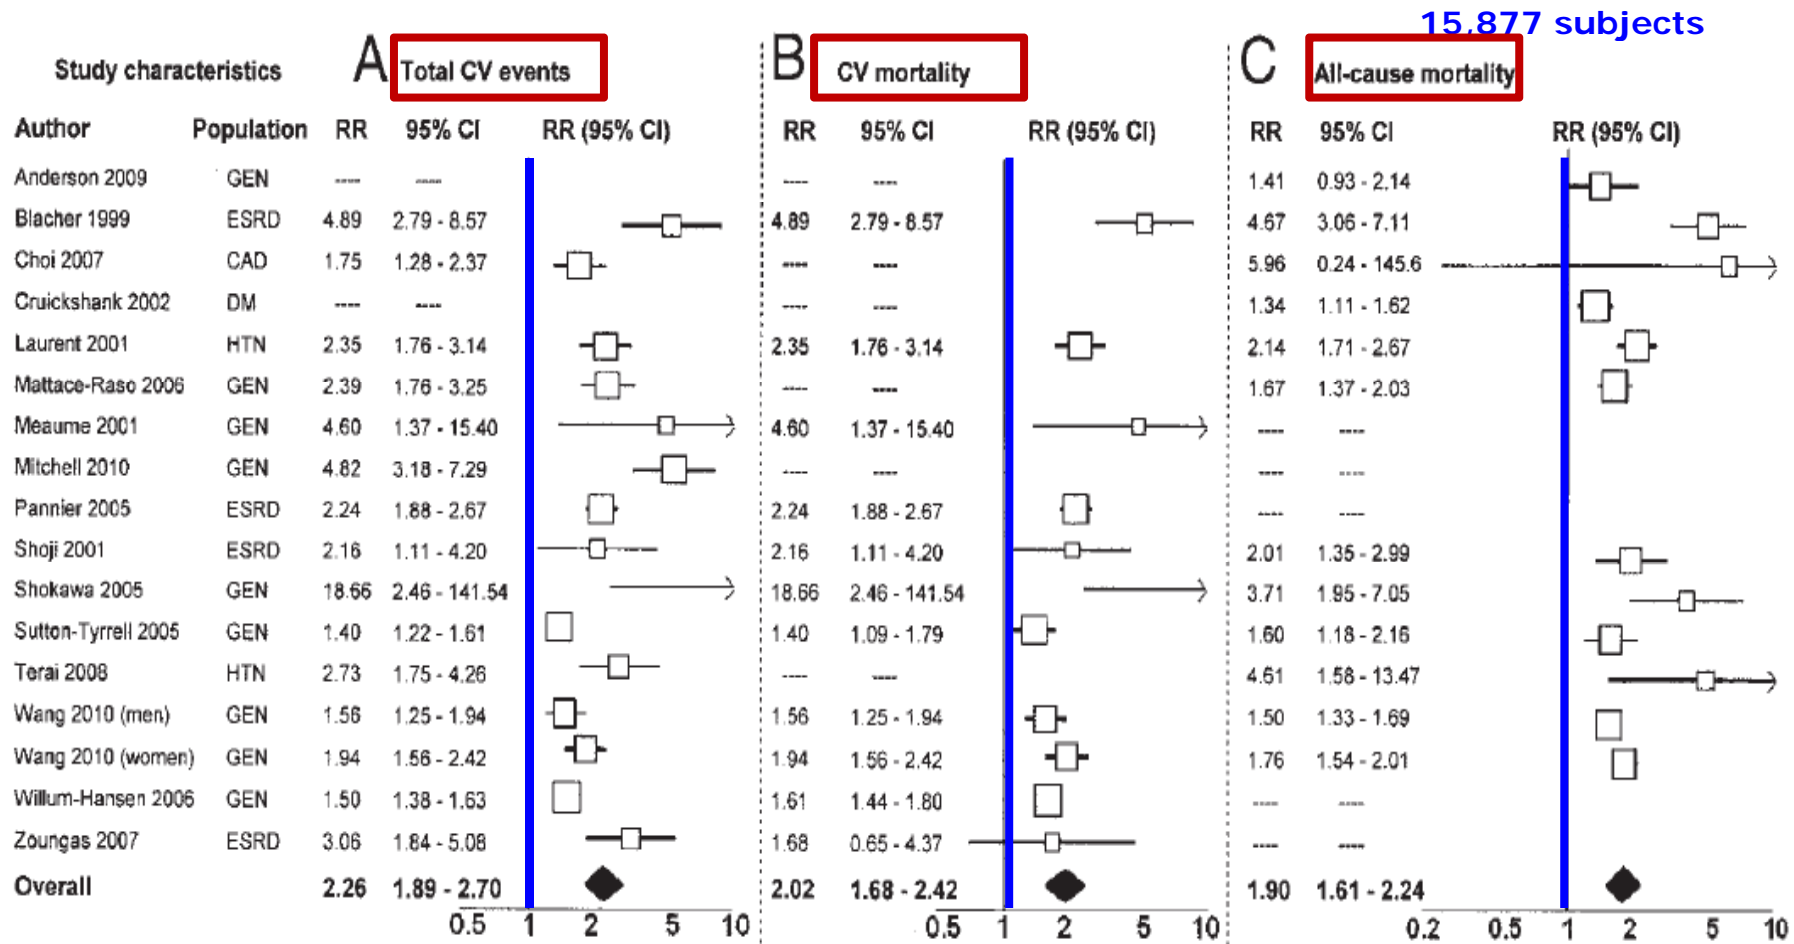 15,877 subjects
Study characteristics A Total CV events B CV mortality C All-cause mortality
Author Population RR 95% CI RR (95% CI) RR 95% CI RR (95% CI) RR 95% CI RR (95% CI)
Anderson 2009 GEN ---- ---- ---- ---- 1.41 0.93 - 2.14
Blacher 1999 ESRD 4.89 2.79 - 8.57 4.89 2.79 - 8.57 4.67 3.06 - 7.11
Choi 2007 CAD 1.75 1.28 - 2.37 ---- ---- 5.96 0.24 - 145.6
Cruickshank 2002 DM ---- ---- ---- ---- 1.34 1.11 - 1.62
Laurent 2001 HTN 2.35 1.76 - 3.14 2.35 1.76 - 3.14 2.14 1.71 - 2.67
Mattace-Raso 2006 GEN 2.39 1.76 - 3.25 ---- ---- 1.67 1.37 - 2.03
Meaume 2001 GEN 4.60 1.37 - 15.40 4.60 1.37 - 15.40 ---- ----
Mitchell 2010 GEN 4.82 3.18 - 7.29 ---- ---- ---- ----
Pannier 2005 ESRD 2.24 1.88 - 2.67 2.24 1.88 - 2.67 ---- ----
Shoji 2001 ESRD 2.16 1.11 - 4.20 2.16 1.11 - 4.20 2.01 1.35 - 2.99
Shokawa 2005 GEN 18.66 2.46 - 141.54 18.66 2.46 - 141.54 3.71 1.95 - 7.05
Sutton-Tyrrell 2005 GEN 1.40 1.22 - 1.61 1.40 1.09 - 1.79 1.60 1.18 - 2.16
Terai 2008 HTN 2.73 1.75 - 4.26 ---- ---- 4.61 1.58 - 13.47
Wang 2010 (men) GEN 1.56 1.25 - 1.94 1.56 1.25 - 1.94 1.50 1.33 - 1.69
Wang 2010 (women) GEN 1.94 1.56 - 2.42 1.94 1.56 - 2.42 1.76 1.54 - 2.01
Willum-Hansen 2006 GEN 1.50 1.38 - 1.63 1.61 1.44 - 1.80 ---- ----
Zoungas 2007 ESRD 3.06 1.84 - 5.08 1.68 0.65 - 4.37 ---- ----
Overall 2.26 1.89 - 2.70 2.02 1.68 - 2.42 1.90 1.61 - 2.24
0.5 1 2 5 10 0.5 1 2 5 10 0.2 0.5 1 2 5 10